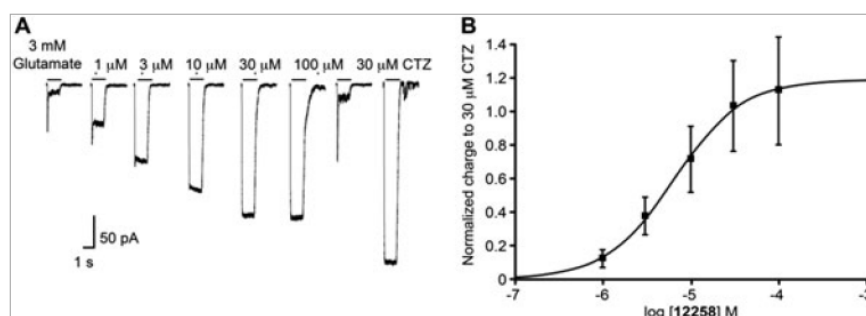 A
3 mM
Glutamate 1 μM 3 μM 10 μM 30 μM 100 μM 30 μM CTZ
50 pA
1 s
B
Normalized charge to 30 μM CTZ
1.4
1.2
1.0
0.8
0.6
0.4
0.2
0
-7 -6 -5 -4 -3
log [12258] M